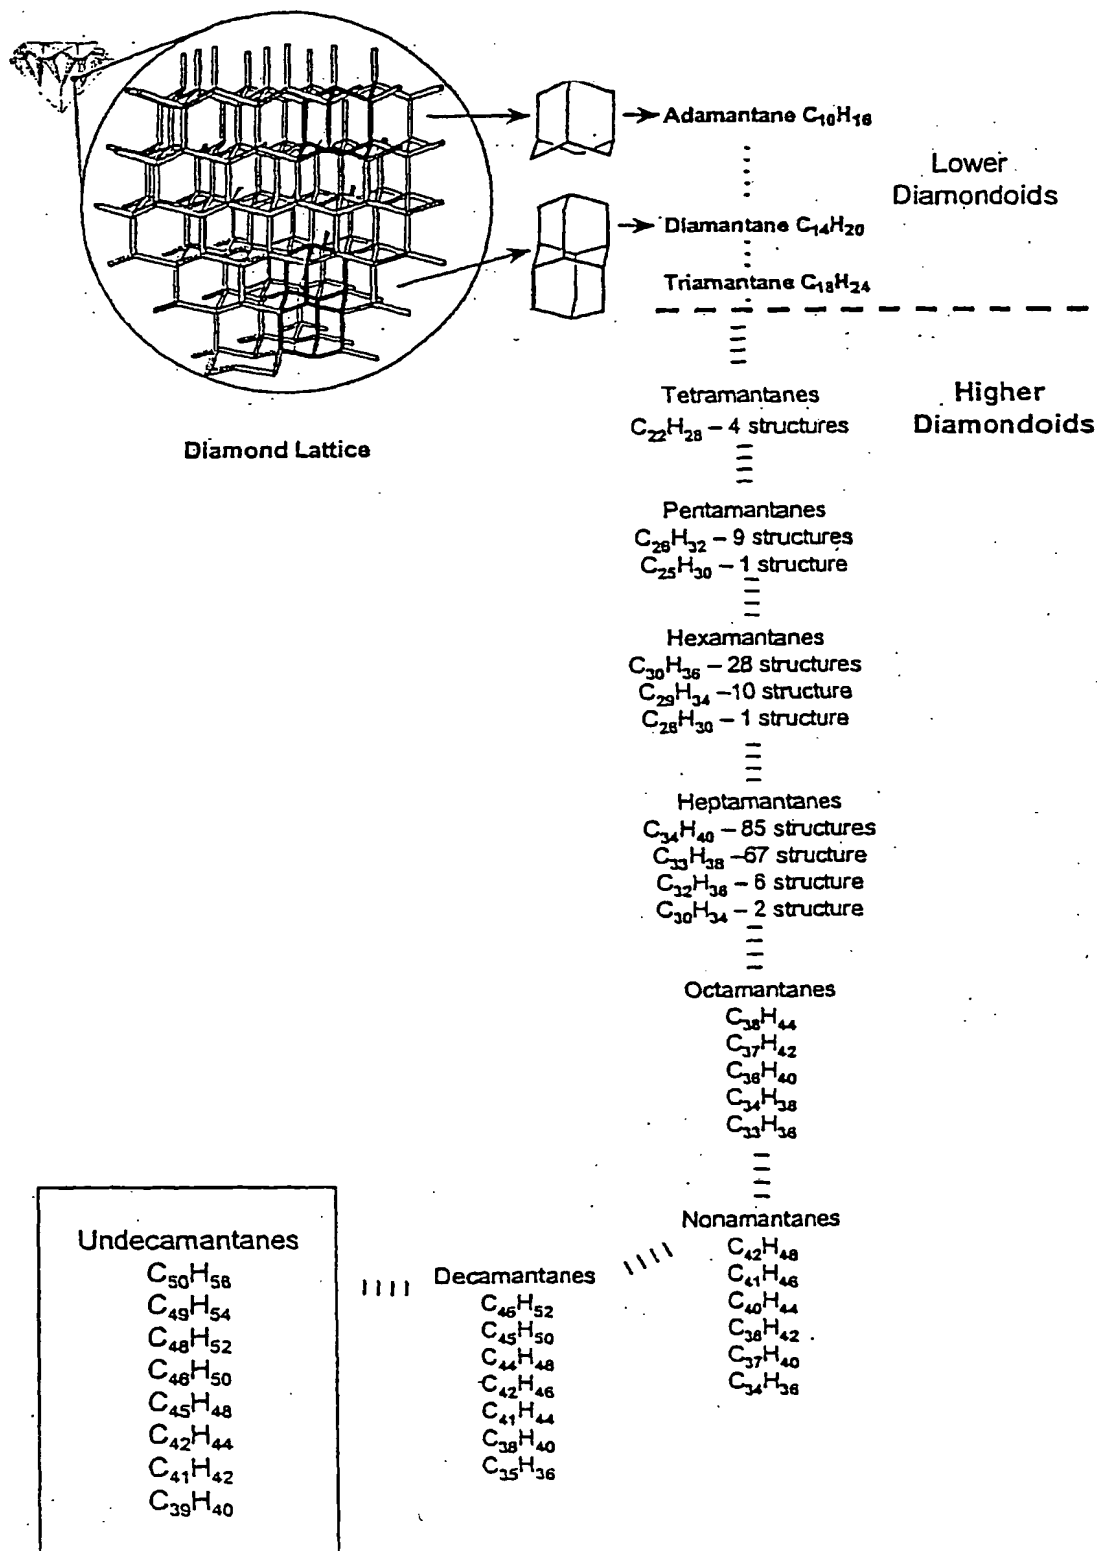 Adamantane C₁₀H₁₆
Lower
Diamondoids
Diamantane C₁₄H₂₀
Triamantane C₁₈H₂₄
Diamond Lattice
Higher
Diamondoids
Tetramantanes
C₂₂H₂₈ – 4 structures
Pentamantanes
C₂₆H₃₂ – 9 structures
C₂₅H₃₀ – 1 structure
Hexamantanes
C₃₀H₃₆ – 28 structures
C₂₉H₃₄ –10 structure
C₂₆H₃₀ – 1 structure
Heptamantanes
C₃₄H₄₀ – 85 structures
C₃₃H₃₈ –67 structure
C₃₂H₃₆ – 6 structure
C₃₀H₃₄ – 2 structure
Octamantanes
C₃₈H₄₄
C₃₇H₄₂
C₃₆H₄₀
C₃₄H₃₈
C₃₃H₃₆
Nonamantanes
C₄₂H₄₈
C₄₁H₄₆
C₄₀H₄₄
C₃₈H₄₂
C₃₇H₄₀
C₃₄H₃₆
Decamantanes
C₄₆H₅₂
C₄₅H₅₀
C₄₄H₄₈
C₄₂H₄₆
C₄₁H₄₄
C₃₈H₄₀
C₃₅H₃₆
Undecamantanes
C₅₀H₅₆
C₄₉H₅₄
C₄₈H₅₂
C₄₆H₅₀
C₄₅H₄₈
C₄₂H₄₄
C₄₁H₄₂
C₃₉H₄₀